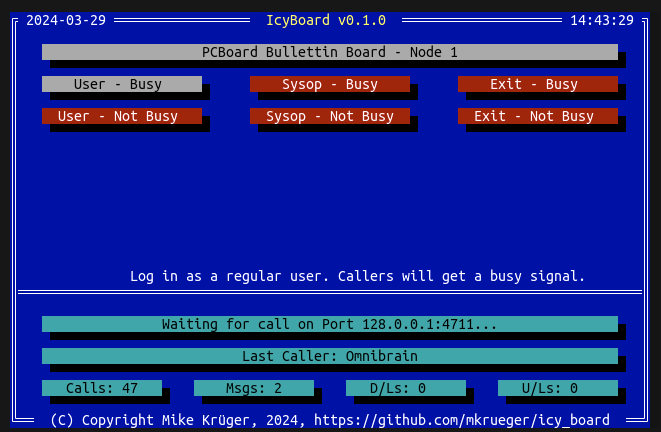 2024-03-29 IcyBoard v0.1.0 14:43:29
PCBoard Bullettin Board - Node 1
User - Busy Sysop - Busy Exit - Busy
User - Not Busy Sysop - Not Busy Exit - Not Busy
Log in as a regular user. Callers will get a busy signal.
Waiting for call on Port 128.0.0.1:4711...
Last Caller: Omnibrain
Calls: 47 Msgs: 2 D/Ls: 0 U/Ls: 0
(C) Copyright Mike Krüger, 2024, https://github.com/mkrueger/icy_board